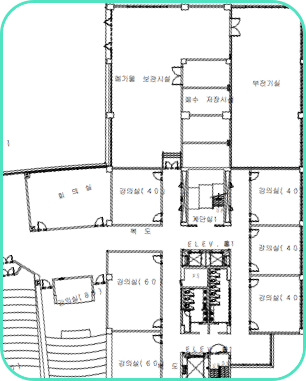 폐기물 보관시설
부전기실
용수 저장시설
회 의 실
강의실(40)
강의실(40
계단실1
복 도
ELEV.홀1
강의실(40
강의실(60
강의실(40
강의실(80)
ELEV.
강의실(60
복 도